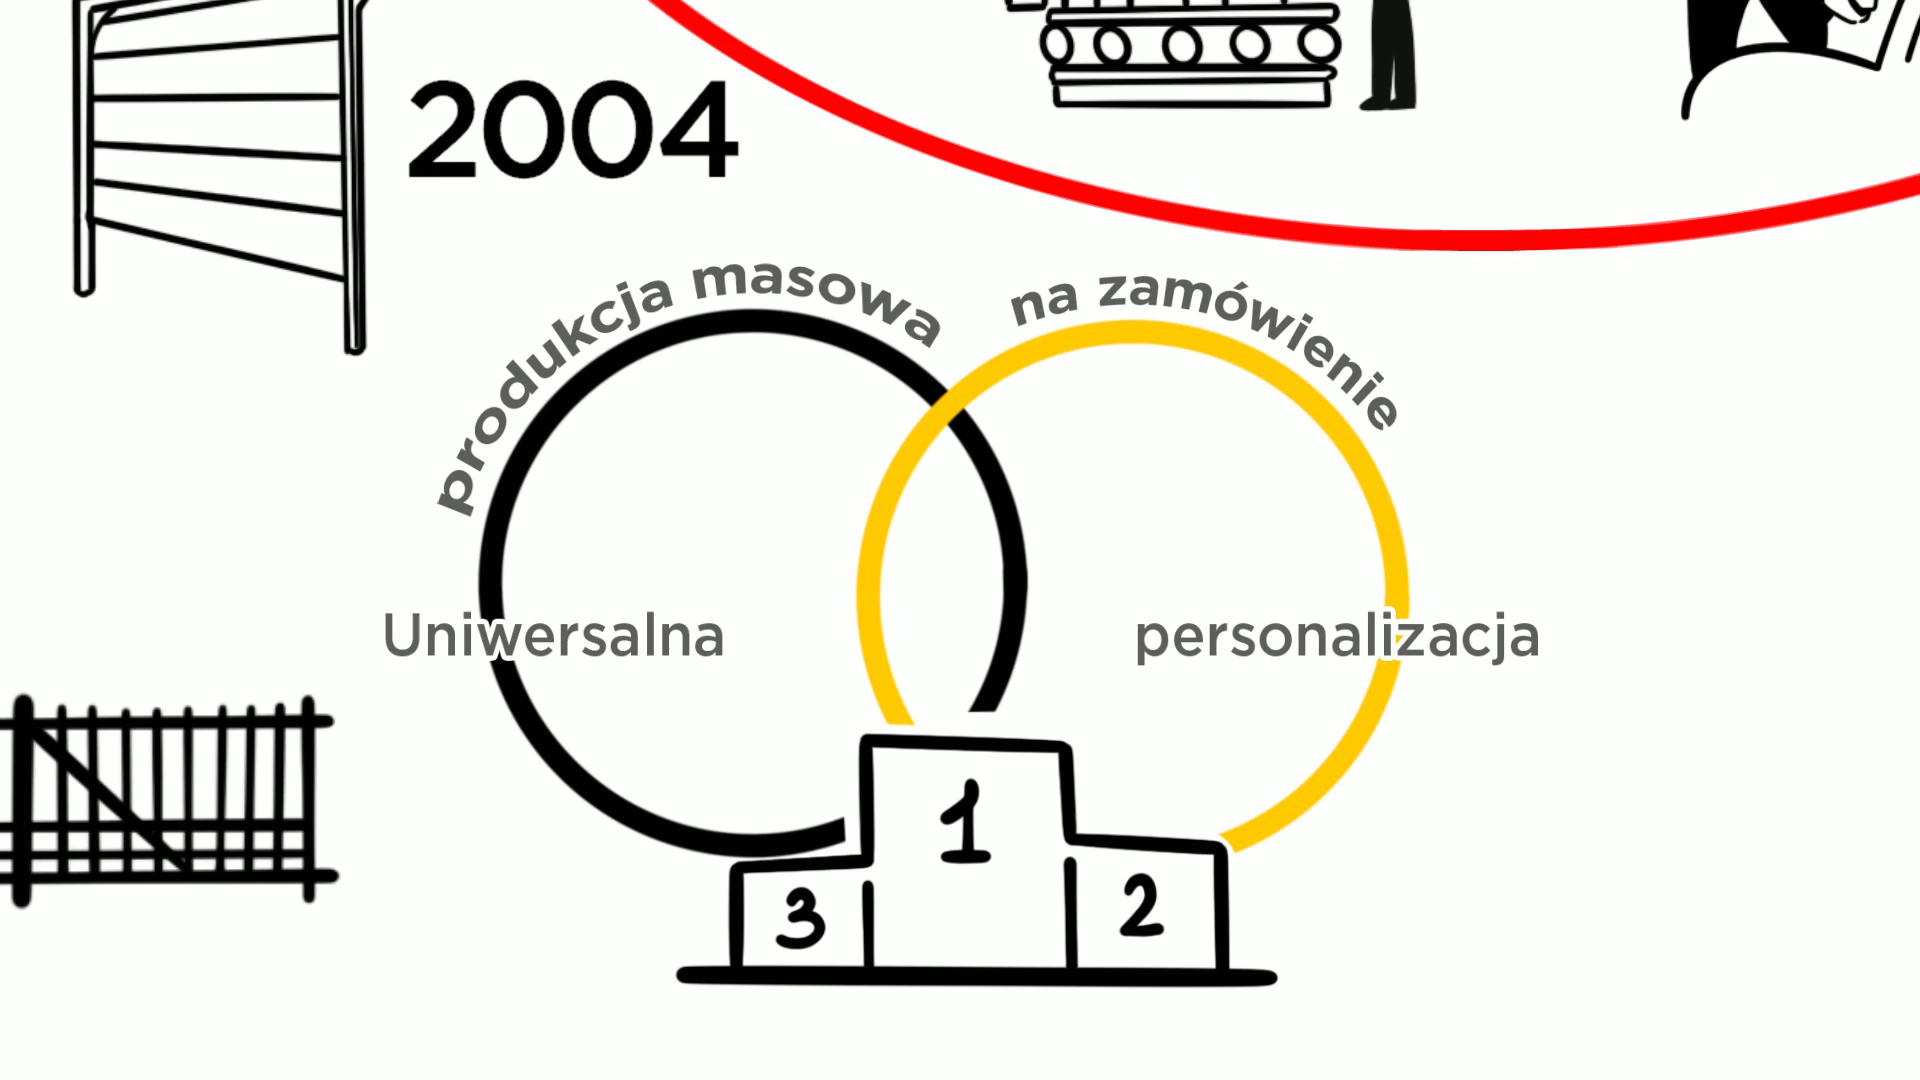 2004
produkcja masowa
na zamówienie
Uniwersalna
personalizacja
1
3
2